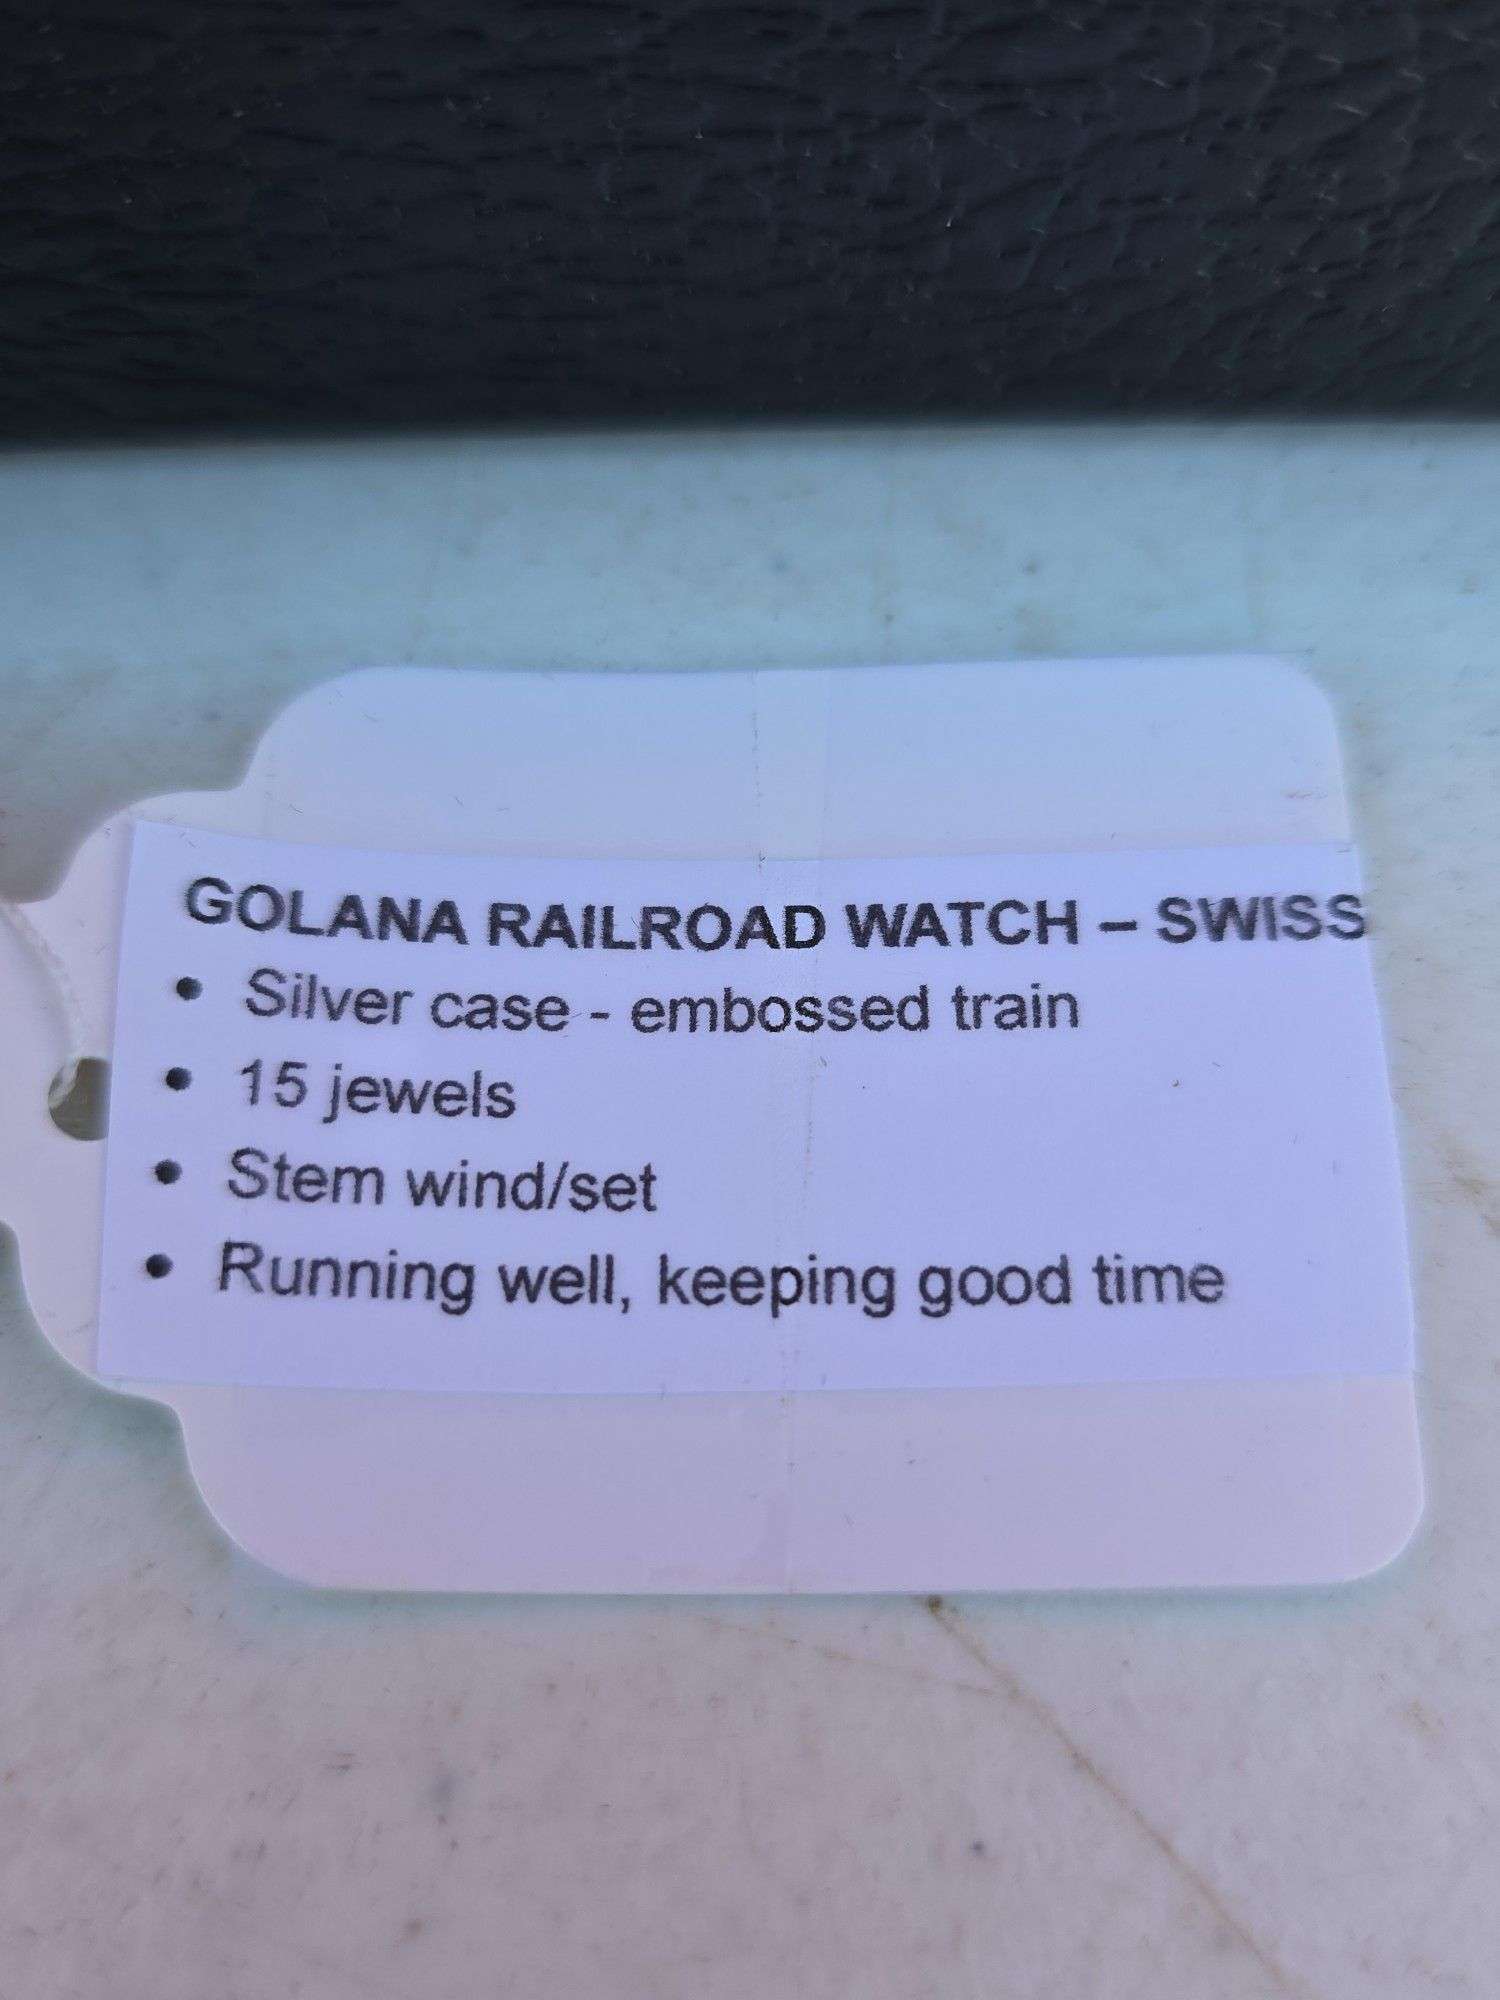 GOLANA RAILROAD WATCH – SWISS
• Silver case - embossed train
• 15 jewels
• Stem wind/set
• Running well, keeping good time